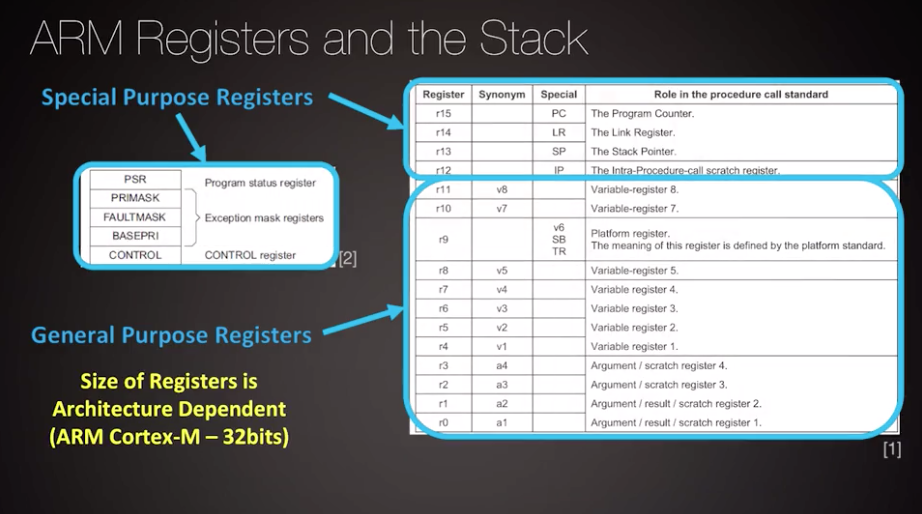 ARM Registers and the Stack
Special Purpose Registers
PSR Program status register
PRIMASK
FAULTMASK Exception mask registers
BASEPRI
CONTROL CONTROL register
[2]
General Purpose Registers
Size of Registers is
Architecture Dependent
(ARM Cortex-M – 32bits)
Register Synonym Special Role in the procedure call standard
r15 PC The Program Counter.
r14 LR The Link Register.
r13 SP The Stack Pointer.
r12 IP The Intra-Procedure-call scratch register.
r11 v8 Variable-register 8.
r10 v7 Variable-register 7.
r9 v6 SB TR Platform register.
The meaning of this register is defined by the platform standard.
r8 v5 Variable-register 5.
r7 v4 Variable register 4.
r6 v3 Variable register 3.
r5 v2 Variable register 2.
r4 v1 Variable register 1.
r3 a4 Argument / scratch register 4.
r2 a3 Argument / scratch register 3.
r1 a2 Argument / result / scratch register 2.
r0 a1 Argument / result / scratch register 1.
[1]